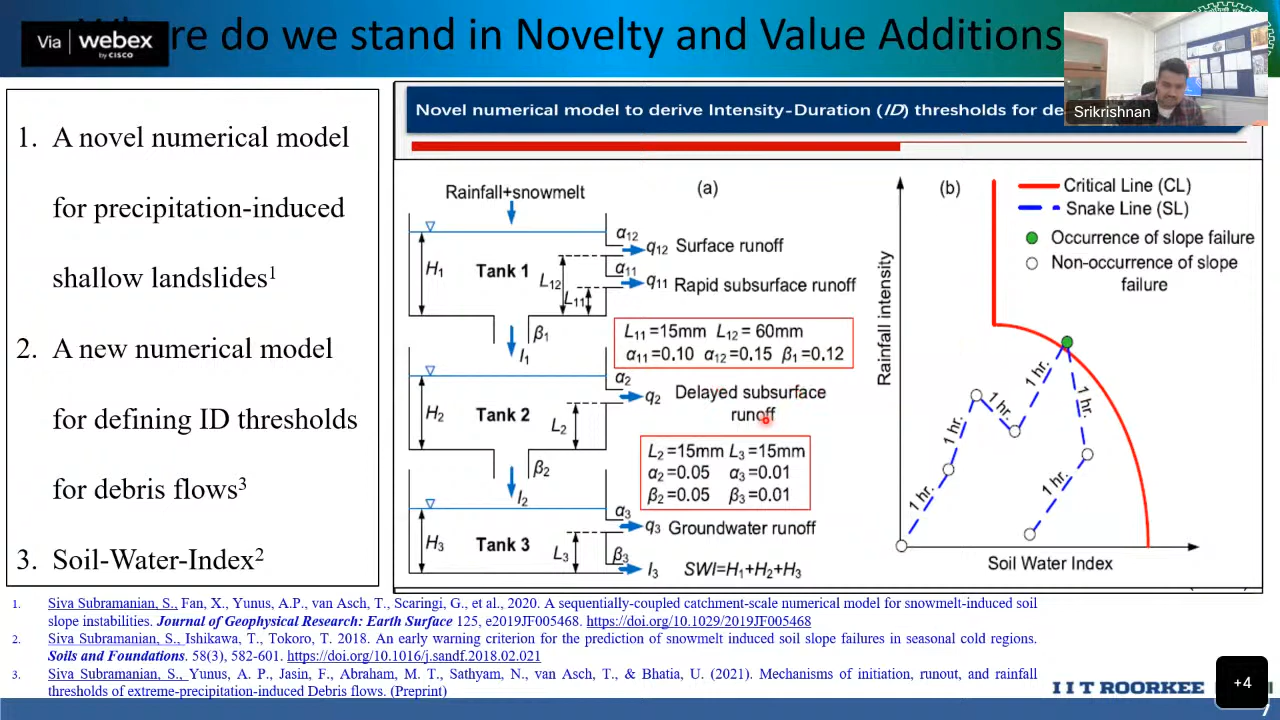 Via webex
by CISCO
re do we stand in Novelty and Value Additions
Srikrishnan
1. A novel numerical model
for precipitation-induced
shallow landslides1
2. A new numerical model
for defining ID thresholds
for debris flows3
3. Soil-Water-Index2
Novel numerical model to derive Intensity-Duration (ID) thresholds for de
Rainfall+snowmelt
(a)
H1
Tank 1
L12
L11
α12
q12 Surface runoff
α11
q11 Rapid subsurface runoff
β1
I1
L11 =15mm L12 = 60mm
α11=0.10 α12=0.15 β1=0.12
H2
Tank 2
L2
α2
q2 Delayed subsurface
runoff
β2
I2
L2 =15mm L3 =15mm
α2=0.05 α3=0.01
β2=0.05 β3=0.01
H3
Tank 3
L3
α3
q3 Groundwater runoff
β3
I3 SWI=H1+H2+H3
(b)
Critical Line (CL)
Snake Line (SL)
Occurrence of slope failure
Non-occurrence of slope
failure
Rainfall intensity
1 hr.
1 hr.
1 hr.
1 hr.
1 hr.
1 hr.
Soil Water Index
1. Siva Subramanian, S., Fan, X., Yunus, A.P., van Asch, T., Scaringi, G., et al., 2020. A sequentially-coupled catchment-scale numerical model for snowmelt-induced soil
slope instabilities. Journal of Geophysical Research: Earth Surface 125, e2019JF005468. https://doi.org/10.1029/2019JF005468
2. Siva Subramanian, S., Ishikawa, T., Tokoro, T. 2018. An early warning criterion for the prediction of snowmelt induced soil slope failures in seasonal cold regions.
Soils and Foundations. 58(3), 582-601. https://doi.org/10.1016/j.sandf.2018.02.021
3. Siva Subramanian, S., Yunus, A. P., Jasin, F., Abraham, M. T., Sathyam, N., van Asch, T., & Bhatia, U. (2021). Mechanisms of initiation, runout, and rainfall
thresholds of extreme-precipitation-induced Debris flows. (Preprint)
I I T ROORKEE
+4
7